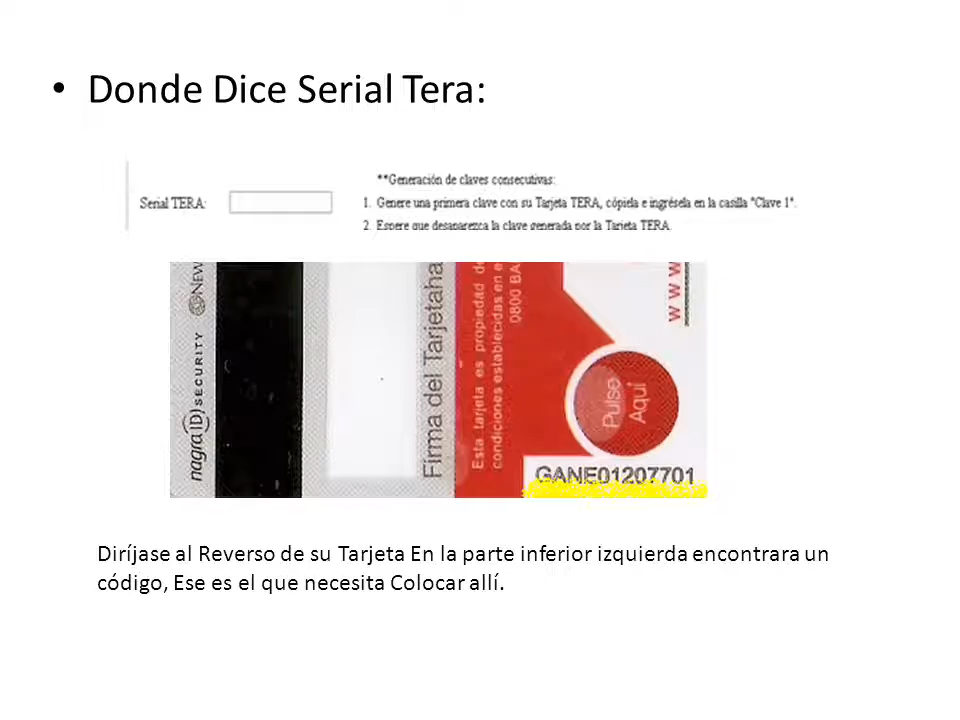 • Donde Dice Serial Tera:
**Generación de claves consecutivas:
Serial TERA:
1. Genere una primera clave con su Tarjeta TERA, cópiela e ingrésela en la casilla "Clave 1".
2. Espere que desaparezca la clave generada por la Tarjeta TERA.
nagra ID) SECURITY
NEW
Firma del Tarjetaha
Esta tarjeta es propiedad d
condiciones establecidas en e
0800 BA
WWW
Pulse
Aquí
GANE01207701
Diríjase al Reverso de su Tarjeta En la parte inferior izquierda encontrara un
código, Ese es el que necesita Colocar allí.